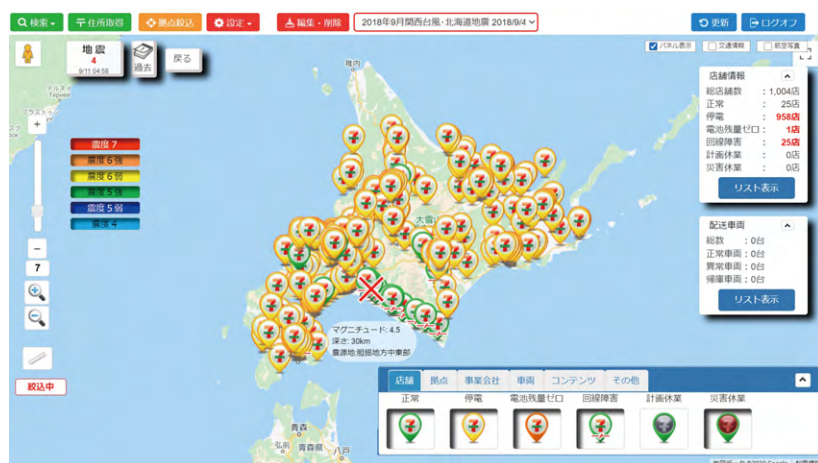 検索
住所取得
拠点絞込
設定
編集・削除
2018年9月関西台風・北海道地震 2018/9/4
更新
ログオフ
地震
4
9/11 04:58
過去
戻る
パネル表示
交通情報
航空写真
稚内
店舗情報
総店舗数 : 1,004店
正常 : 25店
停電 : 958店
電池残量ゼロ : 1店
回線障害 : 25店
計画休業 : 0店
災害休業 : 0店
リスト表示
震度7
震度6強
震度6弱
震度5強
震度5弱
震度4
大雪山
配送車両
総数 : 0台
正常車両 : 0台
異常車両 : 0台
帰庫車両 : 0台
リスト表示
+
−
7
マグニチュード: 4.5
深さ: 30km
震源地:胆振地方中東部
絞込中
店舗
拠点
事業会社
車両
コンテンツ
その他
正常
停電
電池残量ゼロ
回線障害
計画休業
災害休業
青森
弘前
青森県
八戸